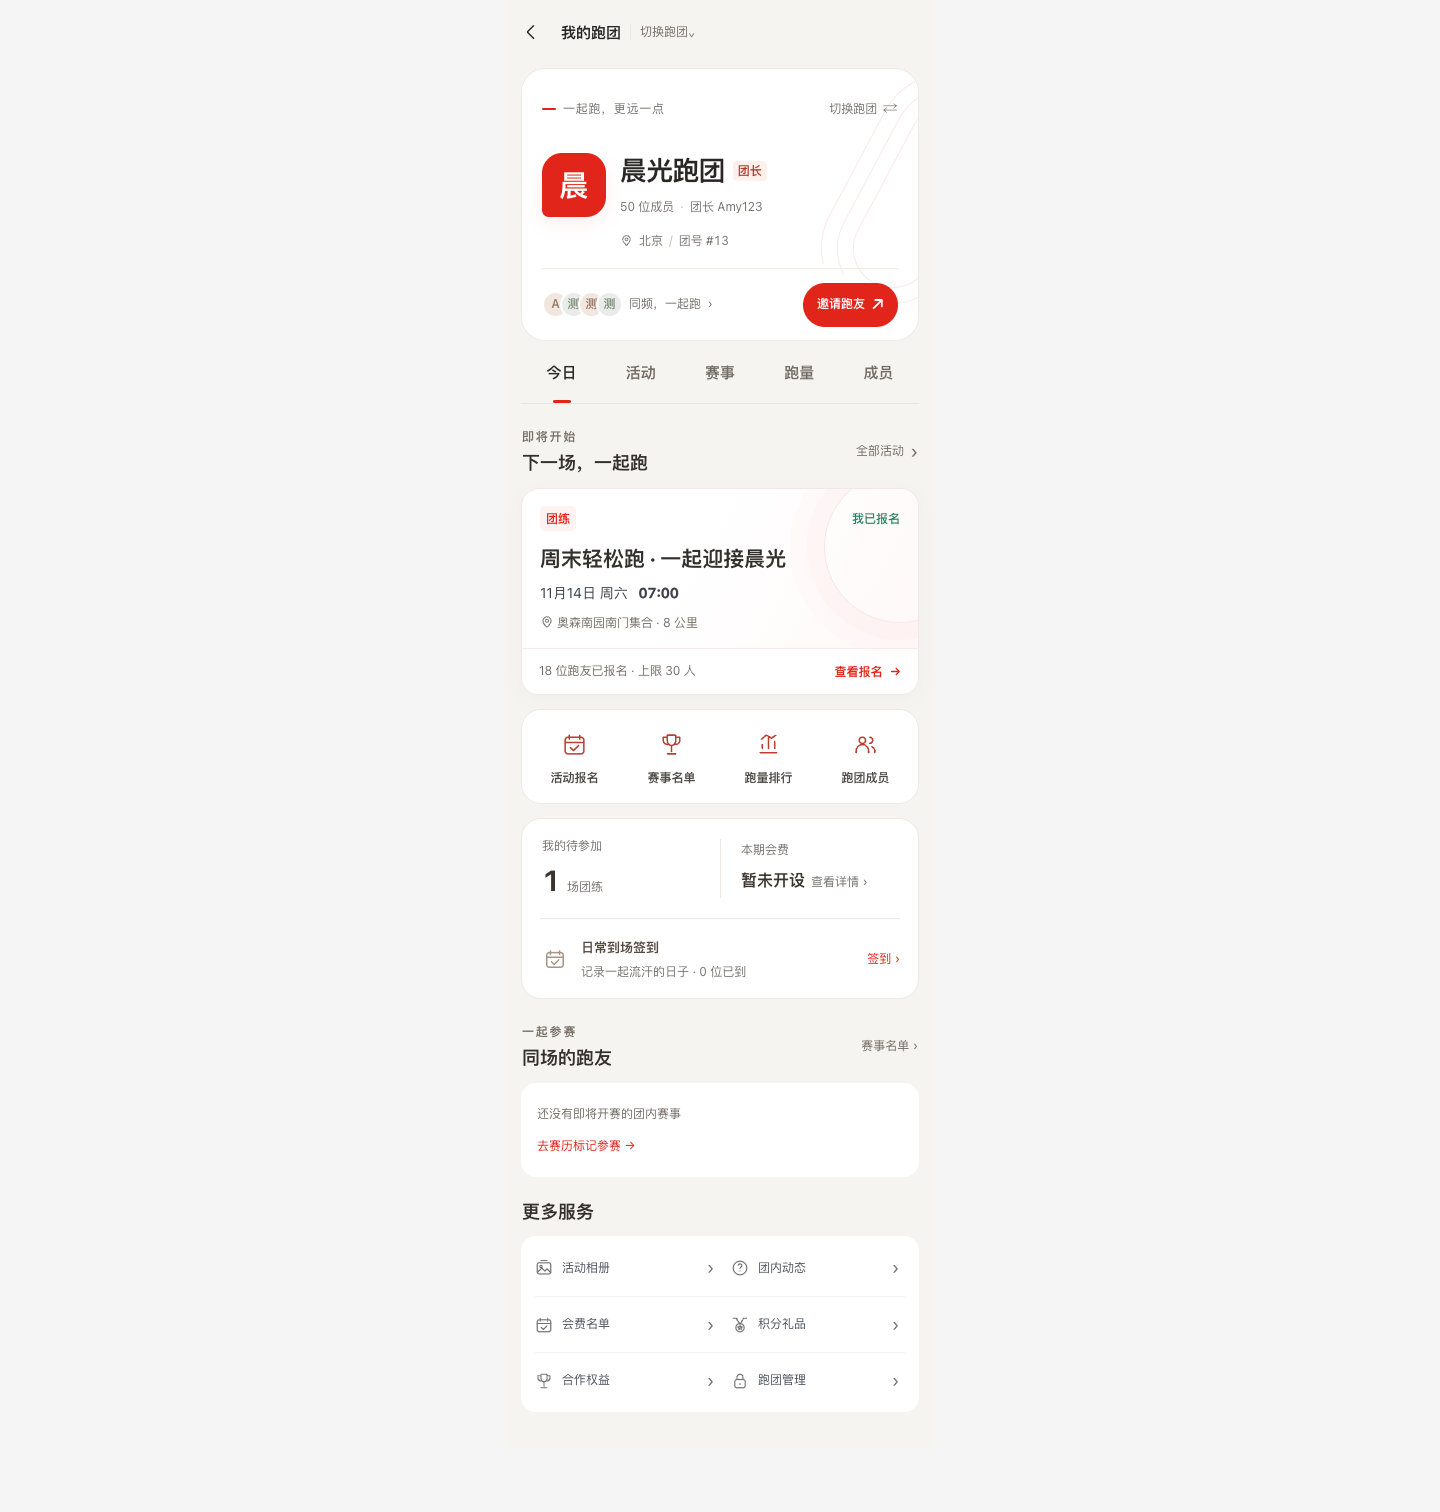 我的跑团 切换跑团
一起跑，更远一点 切换跑团
晨
晨光跑团 团长
50 位成员 · 团长 Amy123
北京 / 团号 #13
A 测 测 测 同频，一起跑 ›
邀请跑友
今日 活动 赛事 跑量 成员
即将开始
下一场，一起跑
全部活动 ›
团练 我已报名
周末轻松跑 · 一起迎接晨光
11月14日 周六 07:00
奥森南园南门集合 · 8 公里
18 位跑友已报名 · 上限 30 人 查看报名 →
活动报名 赛事名单 跑量排行 跑团成员
我的待参加
1 场团练
本期会费
暂未开设 查看详情 ›
日常到场签到
记录一起流汗的日子 · 0 位已到
签到 ›
一起参赛
同场的跑友
赛事名单 ›
还没有即将开赛的团内赛事
去赛历标记参赛 →
更多服务
活动相册 › 团内动态 ›
会费名单 › 积分礼品 ›
合作权益 › 跑团管理 ›